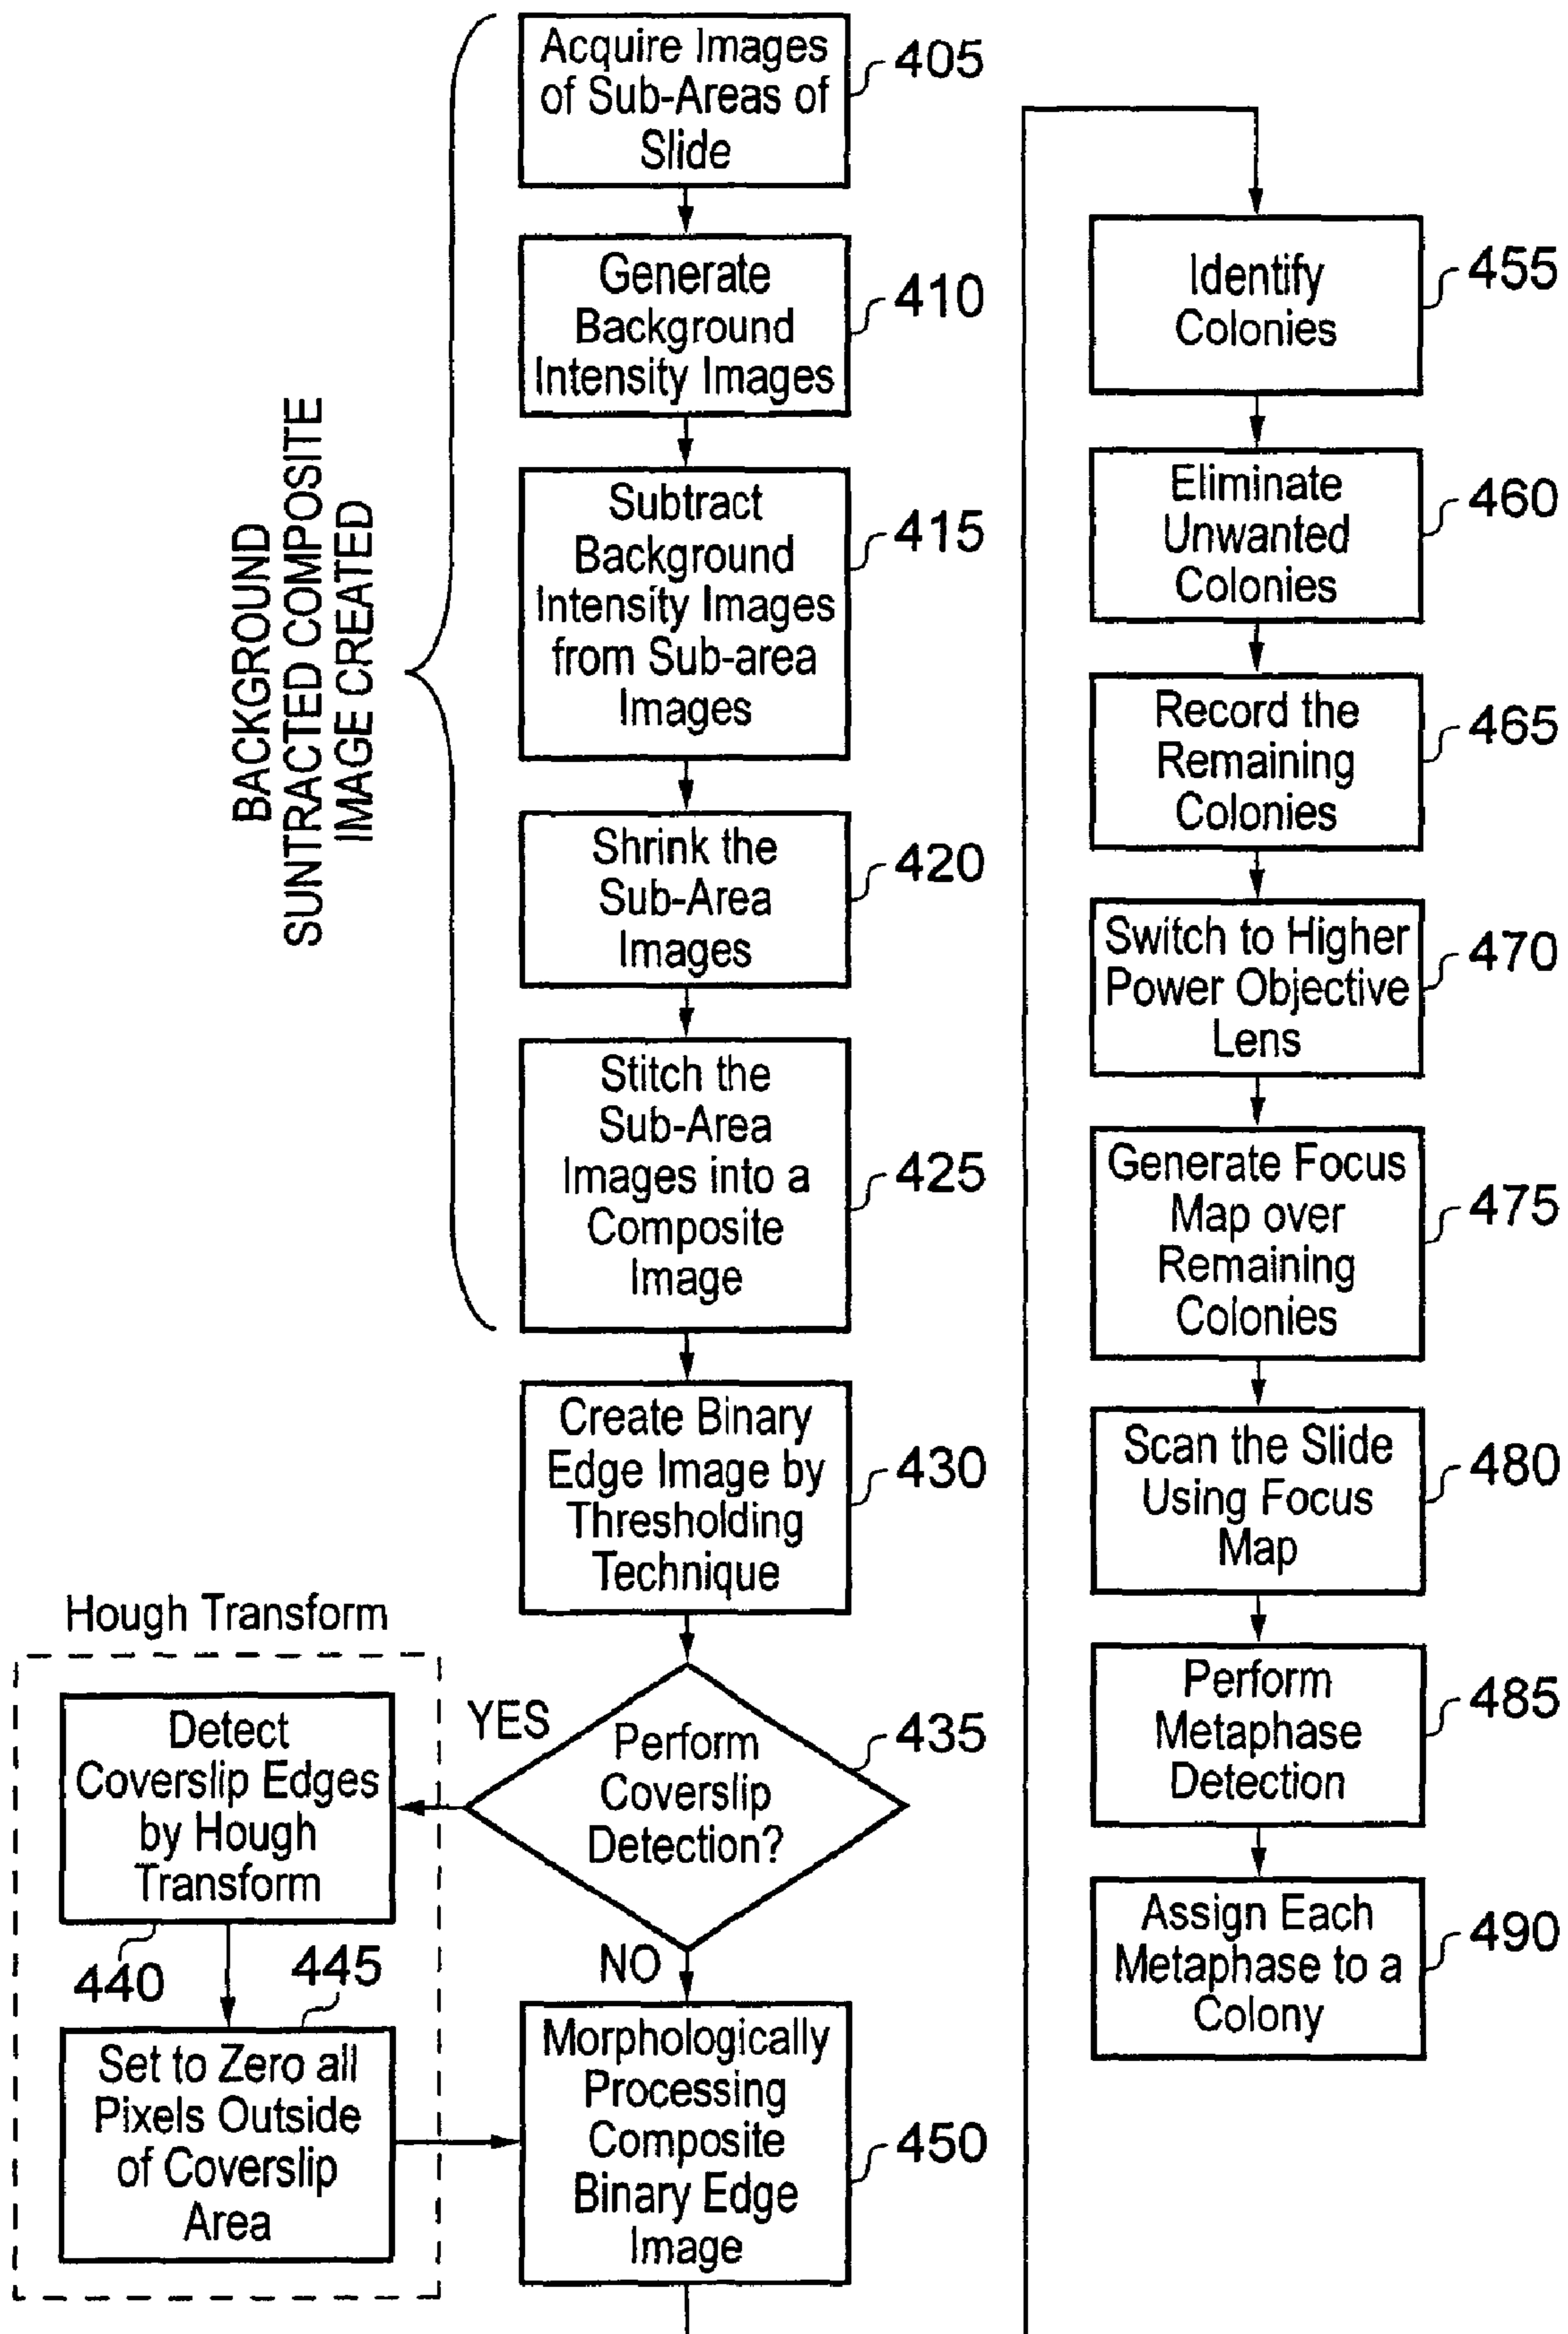 Acquire Images
of Sub-Areas of
Slide
405
Generate
Background
Intensity Images
410
BACKGROUND
SUNTRACTED COMPOSITE
IMAGE CREATED
Subtract
Background
Intensity Images
from Sub-area
Images
415
Shrink the
Sub-Area
Images
420
Stitch the
Sub-Area
Images into a
Composite
Image
425
Create Binary
Edge Image by
Thresholding
Technique
430
Perform
Coverslip
Detection?
435
YES
NO
Hough Transform
Detect
Coverslip Edges
by Hough
Transform
440
445
Set to Zero all
Pixels Outside
of Coverslip
Area
Morphologically
Processing
Composite
Binary Edge
Image
450
Identify
Colonies
455
Eliminate
Unwanted
Colonies
460
Record the
Remaining
Colonies
465
Switch to Higher
Power Objective
Lens
470
Generate Focus
Map over
Remaining
Colonies
475
Scan the Slide
Using Focus
Map
480
Perform
Metaphase
Detection
485
Assign Each
Metaphase to a
Colony
490